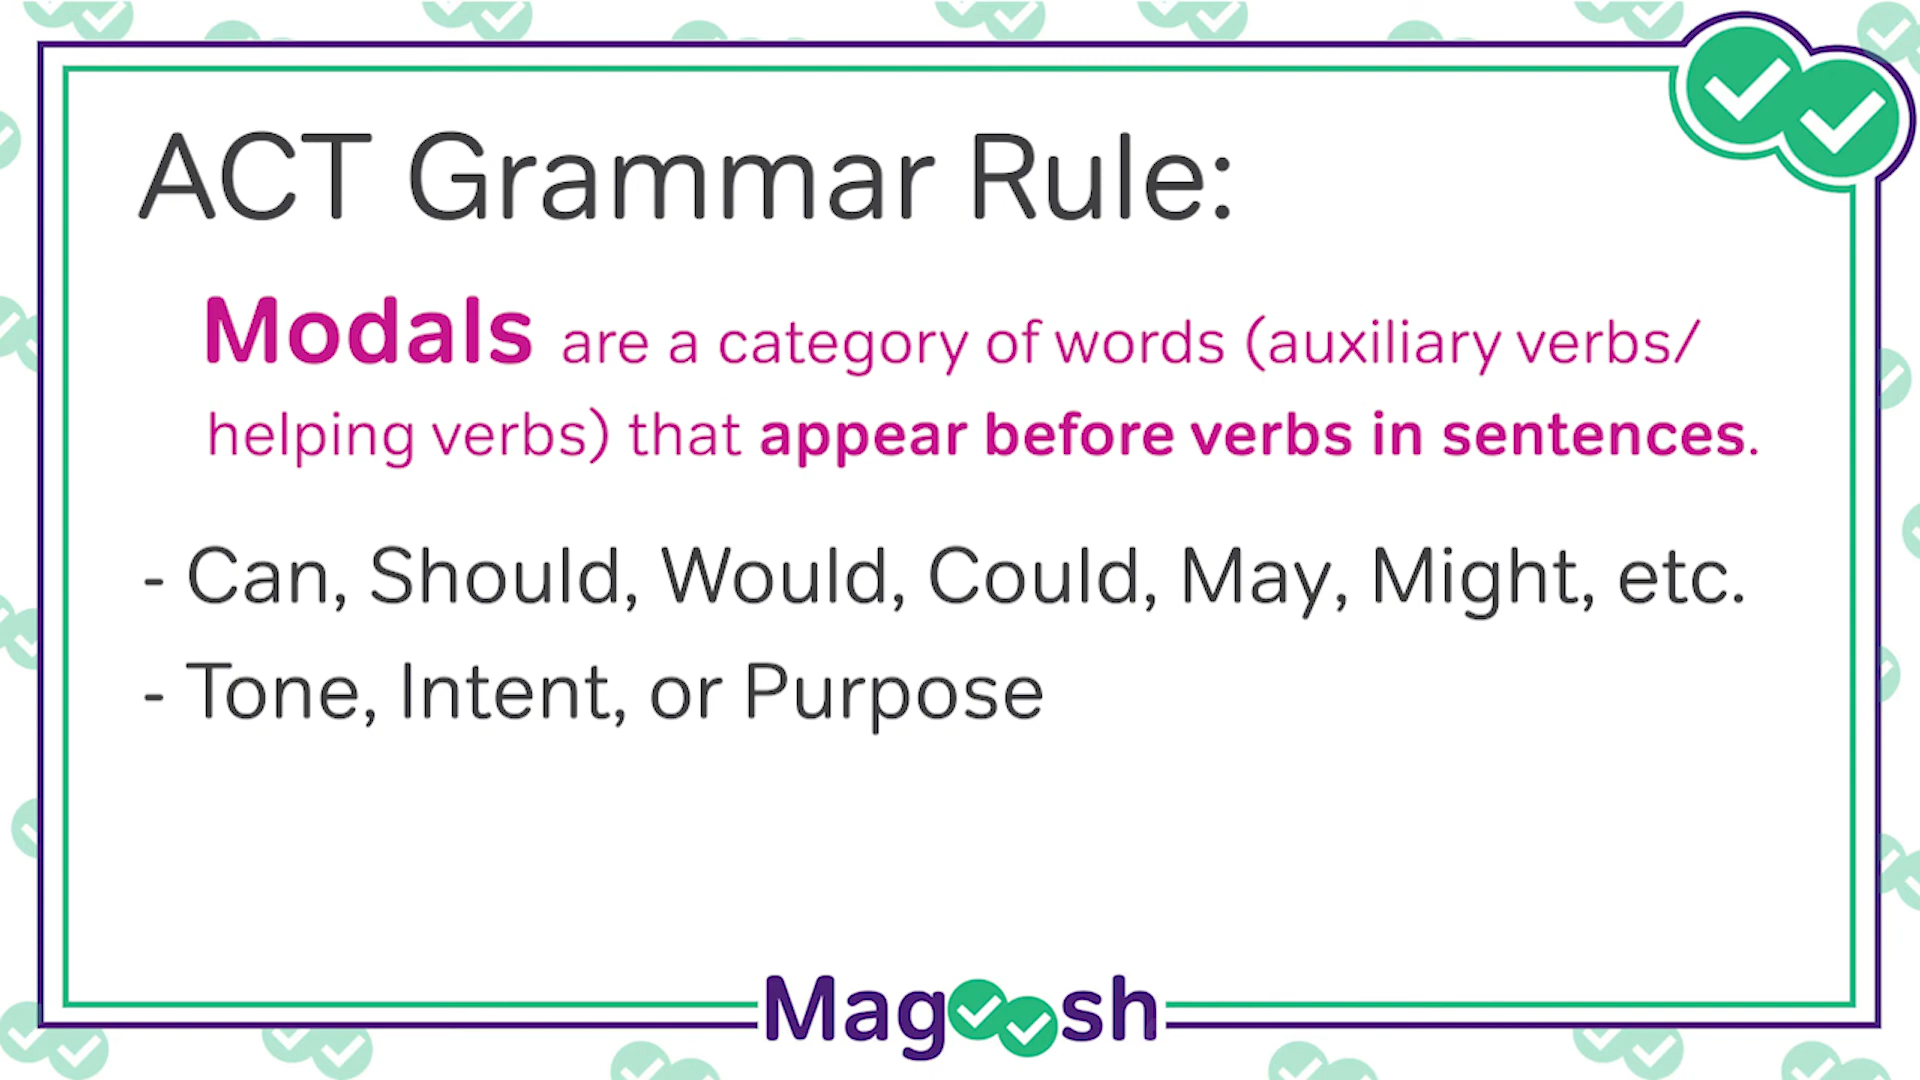 ACT Grammar Rule:
Modals are a category of words (auxiliary verbs/
helping verbs) that appear before verbs in sentences.
- Can, Should, Would, Could, May, Might, etc.
- Tone, Intent, or Purpose
Magoosh